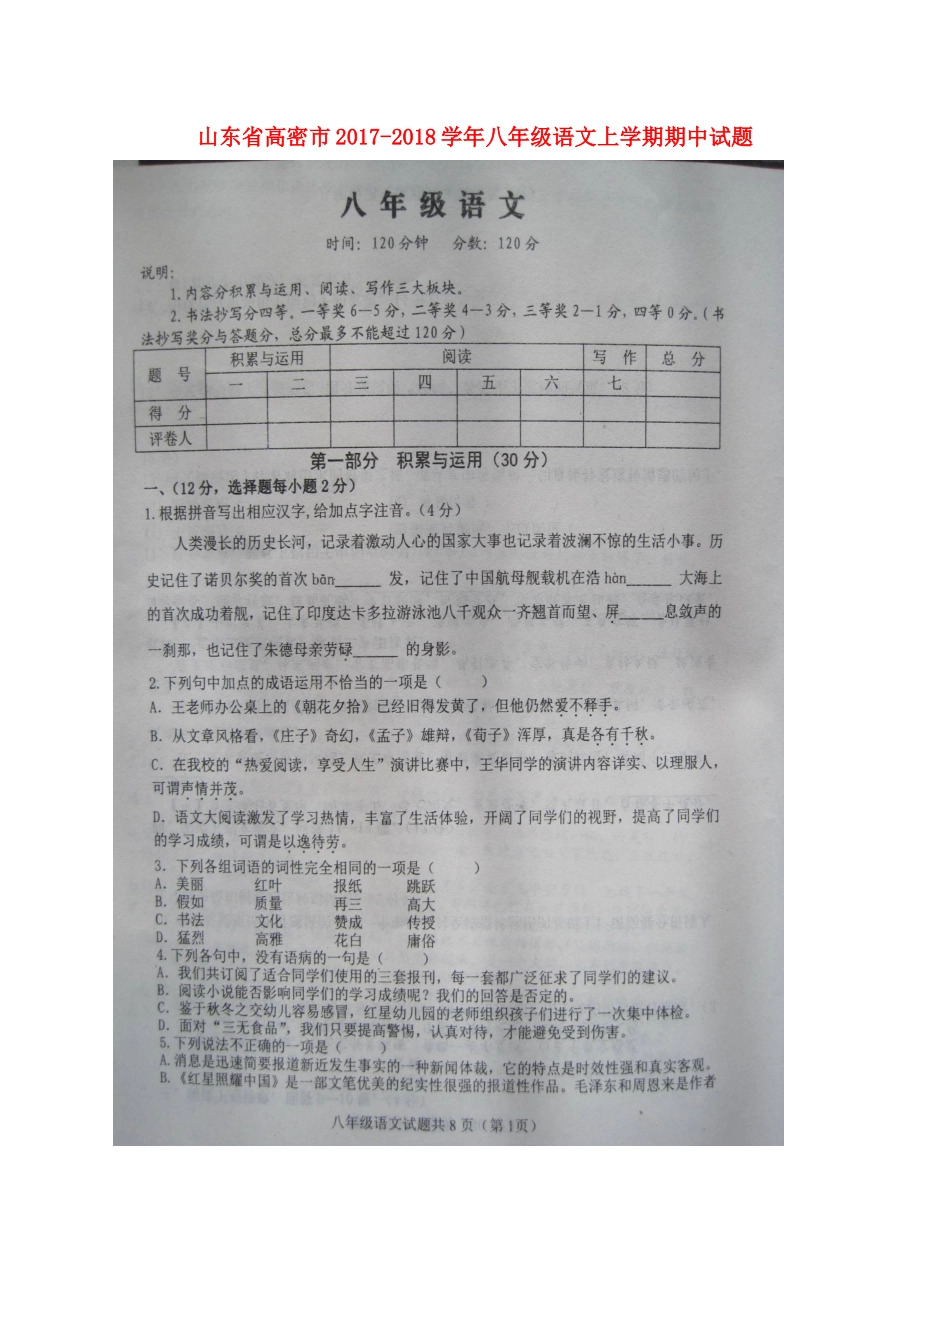 山东省高密市2017-2018学年八年级语文上学期期中试题
八年级语文
时间：120分钟 分数：120分
说明：
1.内容分积累与运用、阅读、写作三大板块。
2.书法抄写分四等。一等奖6—5分，二等奖4—3分，三等奖2—1分，四等0分。（书
法抄写奖分与答题分，总分最多不能超过120分）
题 号 积累与运用 阅读 写 作 总 分
一 二 三 四 五 六 七
得 分
评卷人
第一部分 积累与运用（30分）
一、（12分，选择题每小题2分）
1.根据拼音写出相应汉字,给加点字注音。（4分）
人类漫长的历史长河，记录着激动人心的国家大事也记录着波澜不惊的生活小事。历
史记住了诺贝尔奖的首次bān______ 发，记住了中国航母舰载机在浩hàn______ 大海上
的首次成功着舰，记住了印度达卡多拉游泳池八千观众一齐翘首而望、屏______息敛声的
一刹那，也记住了朱德母亲劳碌______ 的身影。
2.下列句中加点的成语运用不恰当的一项是（ ）
A．王老师办公桌上的《朝花夕拾》已经旧得发黄了，但他仍然爱不释手。
B．从文章风格看，《庄子》奇幻，《孟子》雄辩，《荀子》浑厚，真是各有千秋。
C．在我校的“热爱阅读，享受人生”演讲比赛中，王华同学的演讲内容详实、以理服人，
可谓声情并茂。
D．语文大阅读激发了学习热情，丰富了生活体验，开阔了同学们的视野，提高了同学们
的学习成绩，可谓是以逸待劳。
3．下列各组词语的词性完全相同的一项是（ ）
A．美丽 红叶 报纸 跳跃
B．假如 质量 再三 高大
C．书法 文化 赞成 传授
D．猛烈 高雅 花白 庸俗
4.下列各句中，没有语病的一句是（ ）
A．我们共订阅了适合同学们使用的三套报刊，每一套都广泛征求了同学们的建议。
B．阅读小说能否影响同学们的学习成绩呢？我们的回答是否定的。
C．鉴于秋冬之交幼儿容易感冒，红星幼儿园的老师组织孩子们进行了一次集中体检。
D．面对“三无食品”，我们只要提高警惕，认真对待，才能避免受到伤害。
5.下列说法不正确的一项是（ ）
A.消息是迅速简要报道新近发生事实的一种新闻体裁，它的特点是时效性强和真实客观。
B.《红星照耀中国》是一部文笔优美的纪实性很强的报道性作品。毛泽东和周恩来是作者
八年级语文试题共8页（第1页）